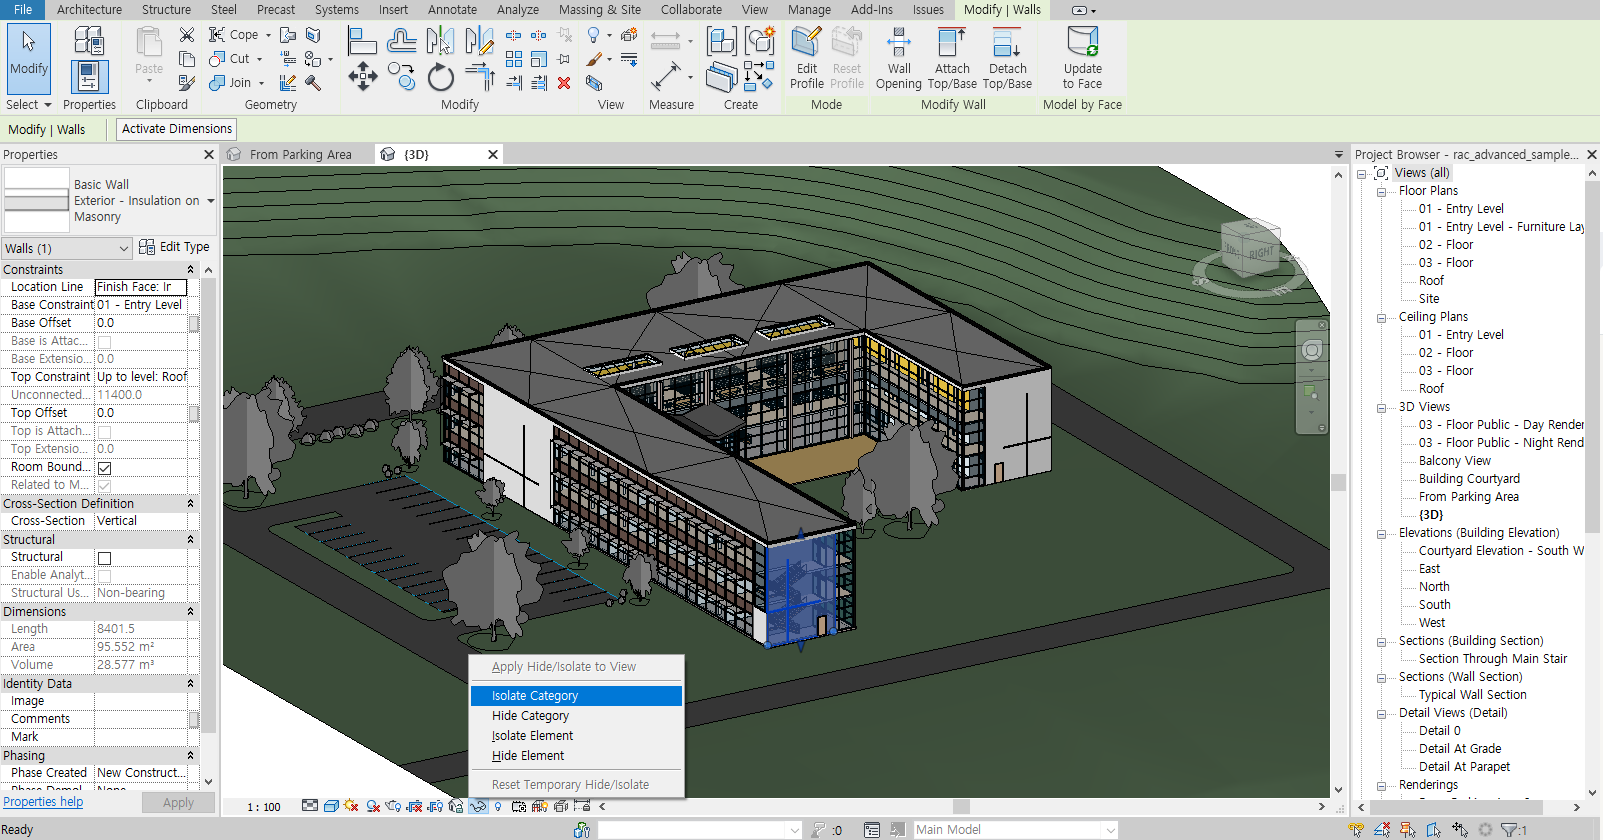 File Architecture Structure Steel Precast Systems Insert Annotate Analyze Massing & Site Collaborate View Manage Add-Ins Issues Modify | Walls
Modify
Paste
Cope
Cut
Join
Edit Profile
Reset Profile
Wall Opening
Attach Top/Base
Detach Top/Base
Update to Face
Select Properties Clipboard Geometry Modify View Measure Create Mode Modify Wall Model by Face
Modify | Walls Activate Dimensions
Properties
Basic Wall
Exterior - Insulation on
Masonry
Walls (1) Edit Type
Constraints
Location Line Finish Face: Ir
Base Constraint 01 - Entry Level
Base Offset 0.0
Base is Attac...
Base Extensio... 0.0
Top Constraint Up to level: Roof
Unconnected... 11400.0
Top Offset 0.0
Top is Attach...
Top Extensio... 0.0
Room Bound...
Related to M...
Cross-Section Definition
Cross-Section Vertical
Structural
Structural
Enable Analyt...
Structural Us... Non-bearing
Dimensions
Length 8401.5
Area 95.552 m²
Volume 28.577 m³
Identity Data
Image
Comments
Mark
Phasing
Phase Created New Construct...
Properties help Apply
From Parking Area {3D}
RIGHT
Apply Hide/Isolate to View
Isolate Category
Hide Category
Isolate Element
Hide Element
Reset Temporary Hide/Isolate
1 : 100
Project Browser - rac_advanced_sample...
Views (all)
Floor Plans
01 - Entry Level
01 - Entry Level - Furniture Lay
02 - Floor
03 - Floor
Roof
Site
Ceiling Plans
01 - Entry Level
02 - Floor
03 - Floor
Roof
3D Views
03 - Floor Public - Day Render
03 - Floor Public - Night Rend
Balcony View
Building Courtyard
From Parking Area
{3D}
Elevations (Building Elevation)
Courtyard Elevation - South W
East
North
South
West
Sections (Building Section)
Section Through Main Stair
Sections (Wall Section)
Typical Wall Section
Detail Views (Detail)
Detail 0
Detail At Grade
Detail At Parapet
Renderings
Ready :0 Main Model :1